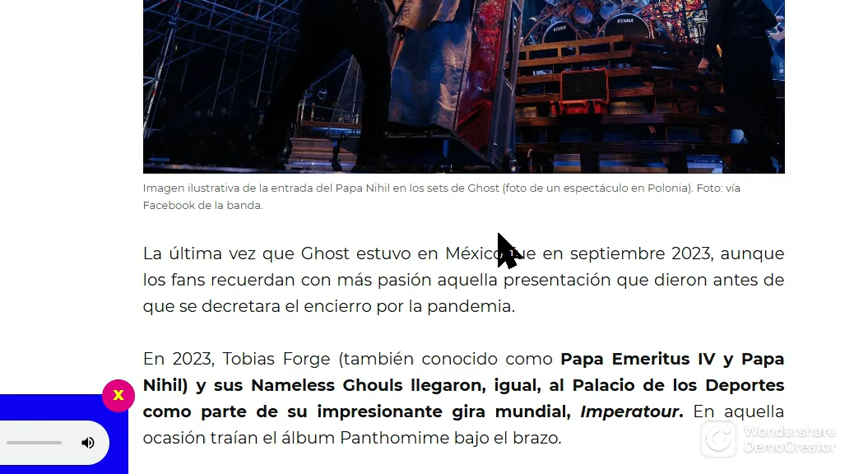 TAMA
TAMA
Imagen ilustrativa de la entrada del Papa Nihil en los sets de Ghost (foto de un espectáculo en Polonia). Foto: vía
Facebook de la banda.
La última vez que Ghost estuvo en México fue en septiembre 2023, aunque
los fans recuerdan con más pasión aquella presentación que dieron antes de
que se decretara el encierro por la pandemia.
En 2023, Tobias Forge (también conocido como Papa Emeritus IV y Papa
Nihil) y sus Nameless Ghouls llegaron, igual, al Palacio de los Deportes
como parte de su impresionante gira mundial, Imperatour. En aquella
ocasión traían el álbum Panthomime bajo el brazo.
X
Wondershare
DemoCreator